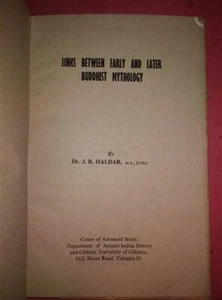 LINKS BETWEEN EARLY AND LATER
BUDDHIST MYTHOLOGY
By
Dr. J. R. HALDAR, M.A., D.Phil.
Centre of Advanced Study,
Department of Ancient Indian History
and Culture, University of Calcutta,
51/2, Hazra Road, Calcutta-19.